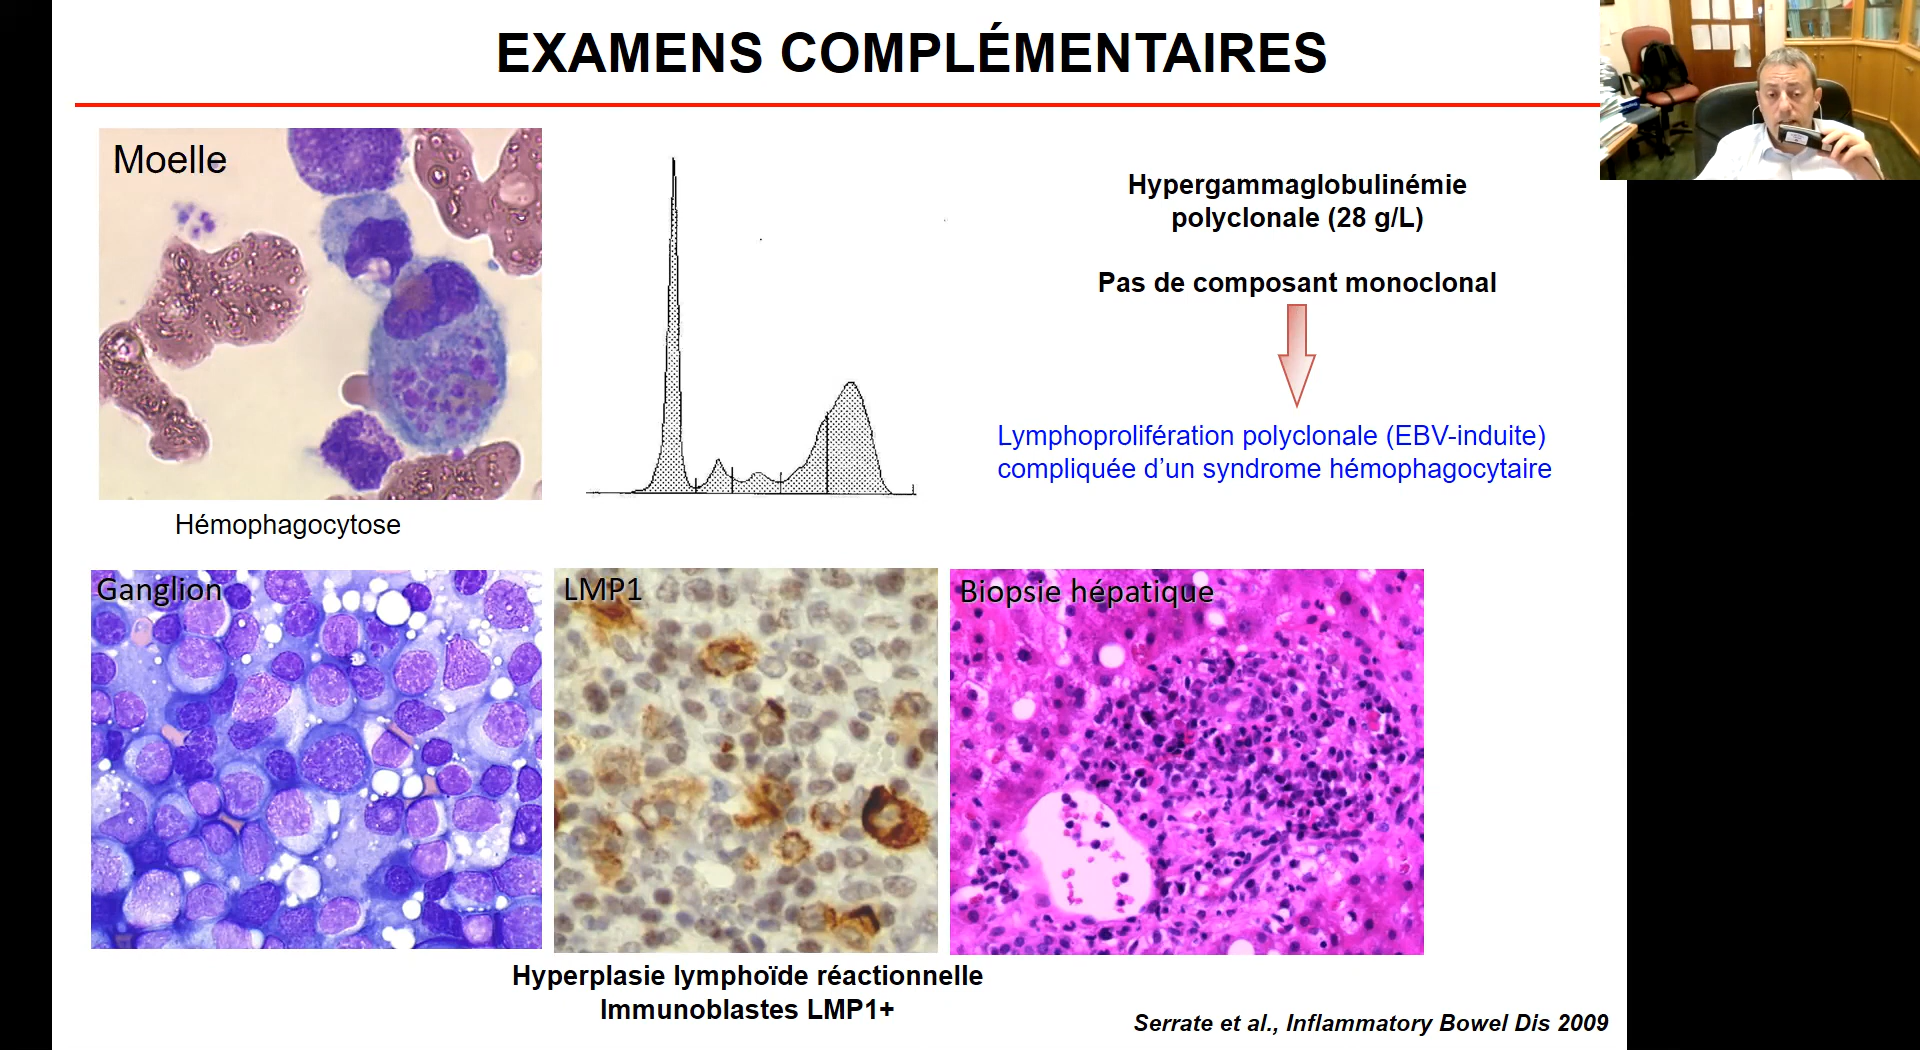 EXAMENS COMPLÉMENTAIRES
Moelle
Hypergammaglobulinémie
polyclonale (28 g/L)
Pas de composant monoclonal
Lymphoprolifération polyclonale (EBV-induite)
compliquée d’un syndrome hémophagocytaire
Hémophagocytose
Ganglion
LMP1
Biopsie hépatique
Hyperplasie lymphoïde réactionnelle
Immunoblastes LMP1+
Serrate et al., Inflammatory Bowel Dis 2009